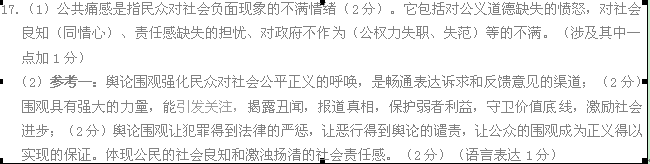 17.（1）公共痛感是指民众对社会负面现象的不满情绪（2分）。它包括对公义道德缺失的愤怒，对社会
良知（同情心）、责任感缺失的担忧、对政府不作为（公权力失职、失范）等的不满。（涉及其中一
点加1分）
（2）参考一：舆论围观强化民众对社会公平正义的呼唤，是畅通表达诉求和反馈意见的渠道；（2分）
围观具有强大的力量，能引发关注，揭露丑闻，报道真相，保护弱者利益，守卫价值底线，激励社会
进步；（2分）舆论围观让犯罪得到法律的严惩，让恶行得到舆论的谴责，让公众的围观成为正义得以
实现的保证。体现公民的社会良知和激浊扬清的社会责任感。（2分）（语言表达1分）